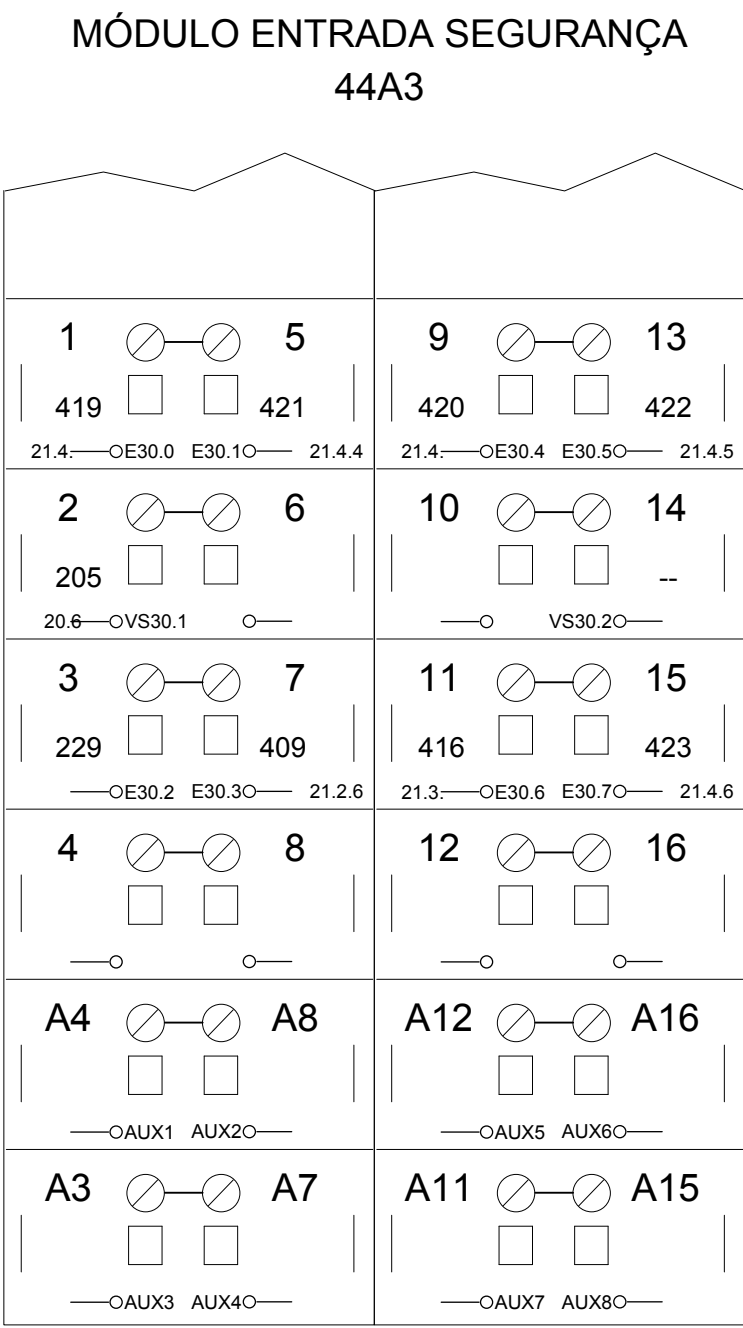 MÓDULO ENTRADA SEGURANÇA
44A3
1 5 9 13
419 421 420 422
21.4. E30.0 E30.1 21.4.4 21.4. E30.4 E30.5 21.4.5
2 6 10 14
205 --
20.6 VS30.1 VS30.2
3 7 11 15
229 409 416 423
E30.2 E30.3 21.2.6 21.3. E30.6 E30.7 21.4.6
4 8 12 16
A4 A8 A12 A16
AUX1 AUX2 AUX5 AUX6
A3 A7 A11 A15
AUX3 AUX4 AUX7 AUX8